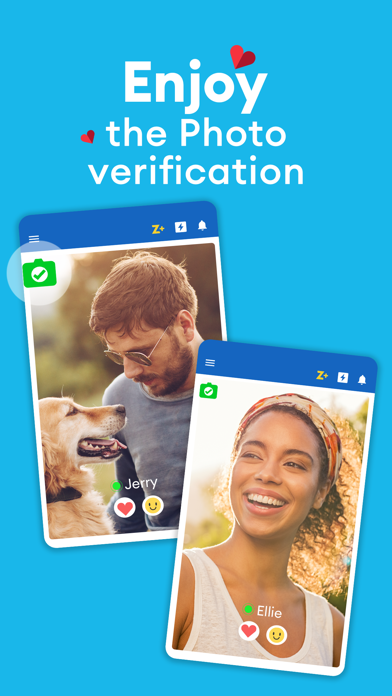 Enjoy
the Photo
verification
Z+
Jerry
Z+
Ellie